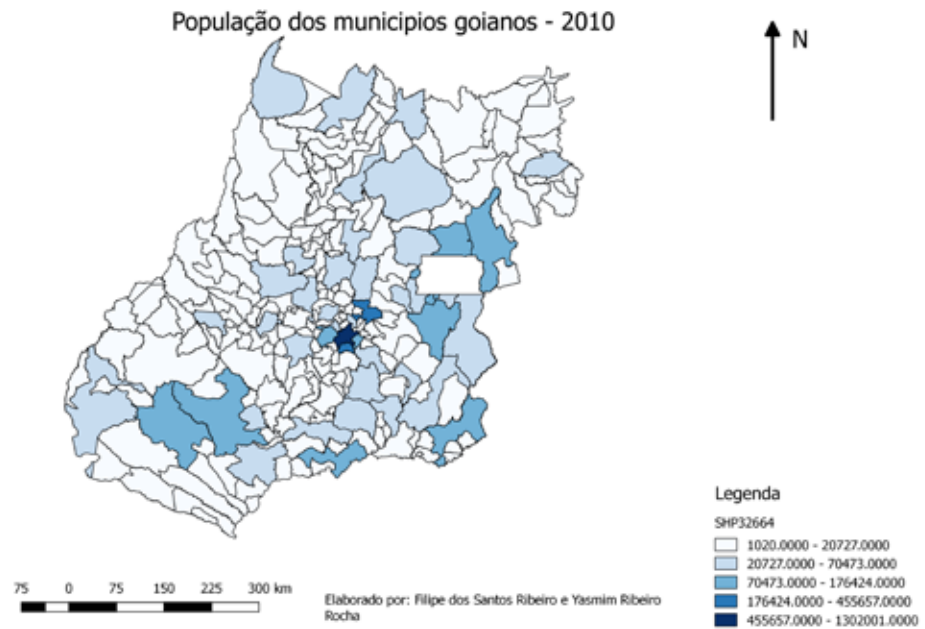 População dos municipios goianos - 2010
N
Legenda
SHP32664
1020.0000 - 20727.0000
20727.0000 - 70473.0000
70473.0000 - 176424.0000
176424.0000 - 455657.0000
455657.0000 - 1302001.0000
75 0 75 150 225 300 km
Elaborado por: Filipe dos Santos Ribeiro e Yasmim Ribeiro
Rocha